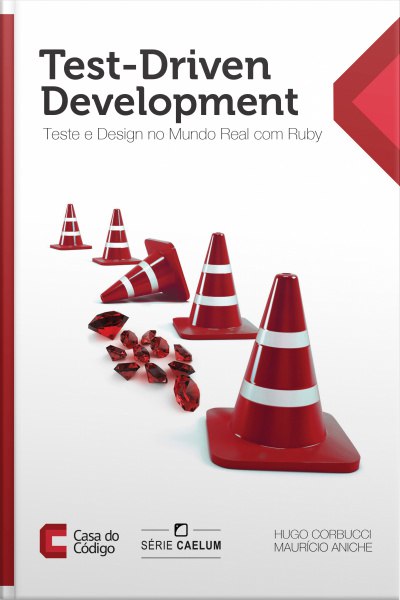 Test-Driven
Development
Teste e Design no Mundo Real com Ruby
Casa do
Código
SÉRIE CAELUM
HUGO CORBUCCI
MAURÍCIO ANICHE